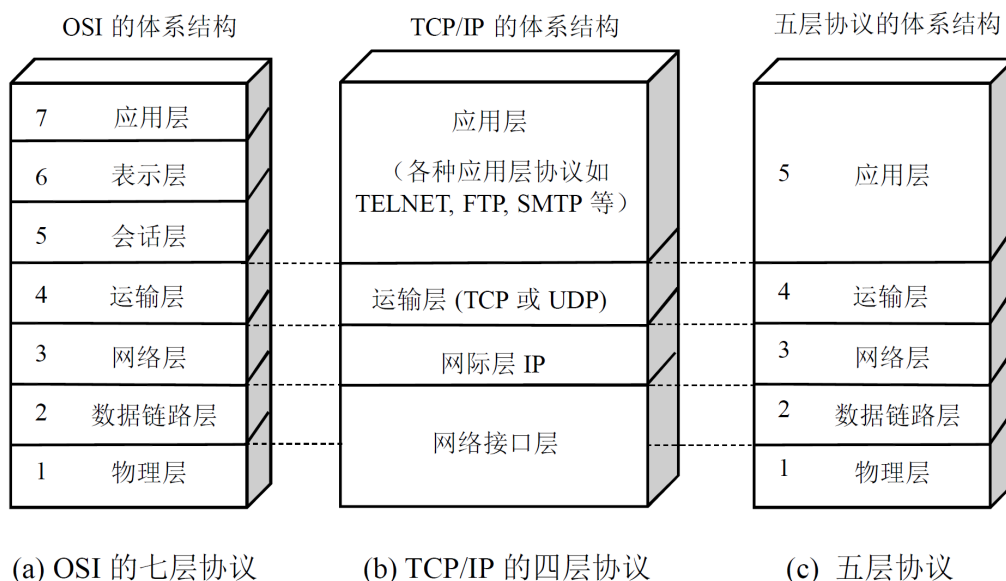 OSI 的体系结构
TCP/IP 的体系结构
五层协议的体系结构
7 应用层
6 表示层
5 会话层
4 运输层
3 网络层
2 数据链路层
1 物理层
应用层
（各种应用层协议如
TELNET, FTP, SMTP 等）
运输层 (TCP 或 UDP)
网际层 IP
网络接口层
5 应用层
4 运输层
3 网络层
2 数据链路层
1 物理层
(a) OSI 的七层协议
(b) TCP/IP 的四层协议
(c) 五层协议